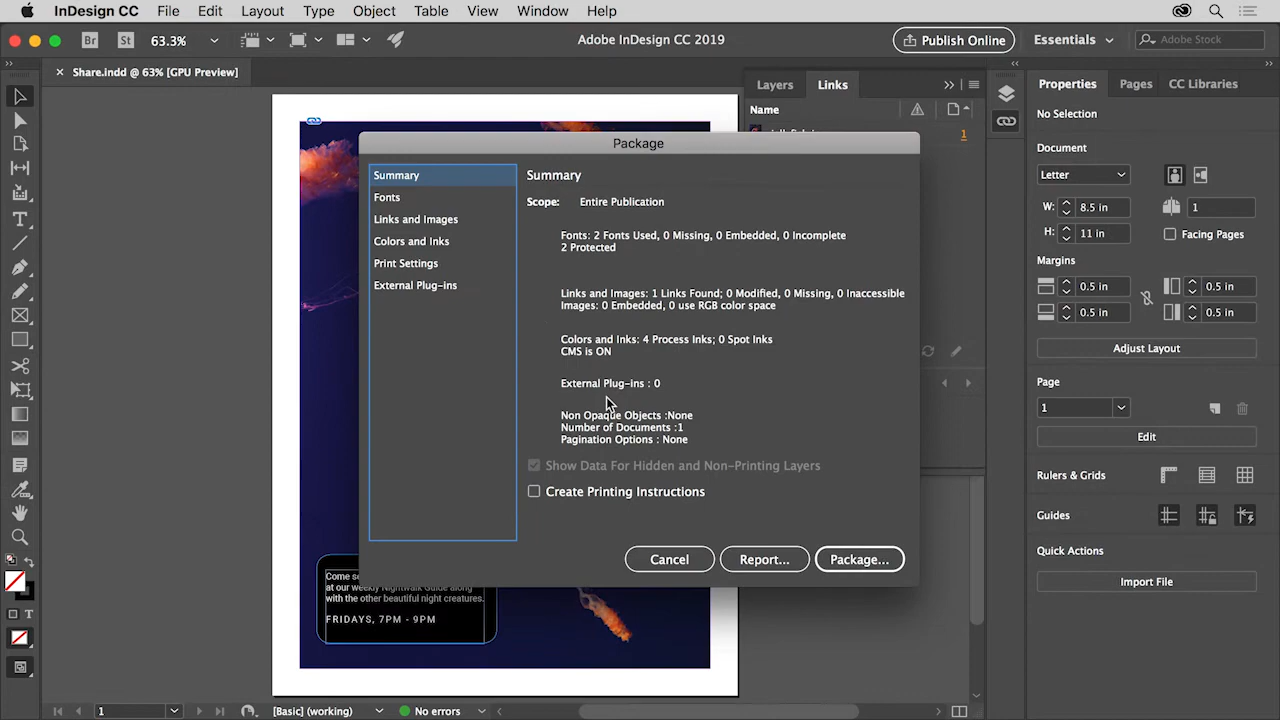 InDesign CC File Edit Layout Type Object Table View Window Help
Br St 63.3% Adobe InDesign CC 2019 Publish Online Essentials Adobe Stock
× Share.indd @ 63% [GPU Preview] Layers Links Properties Pages CC Libraries
Name
1
No Selection
Document
Letter
W: 8.5 in 1
H: 11 in Facing Pages
Margins
0.5 in 0.5 in
0.5 in 0.5 in
Adjust Layout
Page
1
Edit
Rulers & Grids
Guides
Quick Actions
Import File
Package
Summary
Fonts
Links and Images
Colors and Inks
Print Settings
External Plug-ins
Summary
Scope: Entire Publication
Fonts: 2 Fonts Used, 0 Missing, 0 Embedded, 0 Incomplete
2 Protected
Links and Images: 1 Links Found; 0 Modified, 0 Missing, 0 Inaccessible
Images: 0 Embedded, 0 use RGB color space
Colors and Inks: 4 Process Inks; 0 Spot Inks
CMS is ON
External Plug-ins : 0
Non Opaque Objects :None
Number of Documents :1
Pagination Options : None
Show Data For Hidden and Non-Printing Layers
Create Printing Instructions
Cancel Report... Package...
Come
at our weekly Nightwalk Guide along
with the other beautiful night creatures.
FRIDAYS, 7PM - 9PM
1 [Basic] (working) No errors